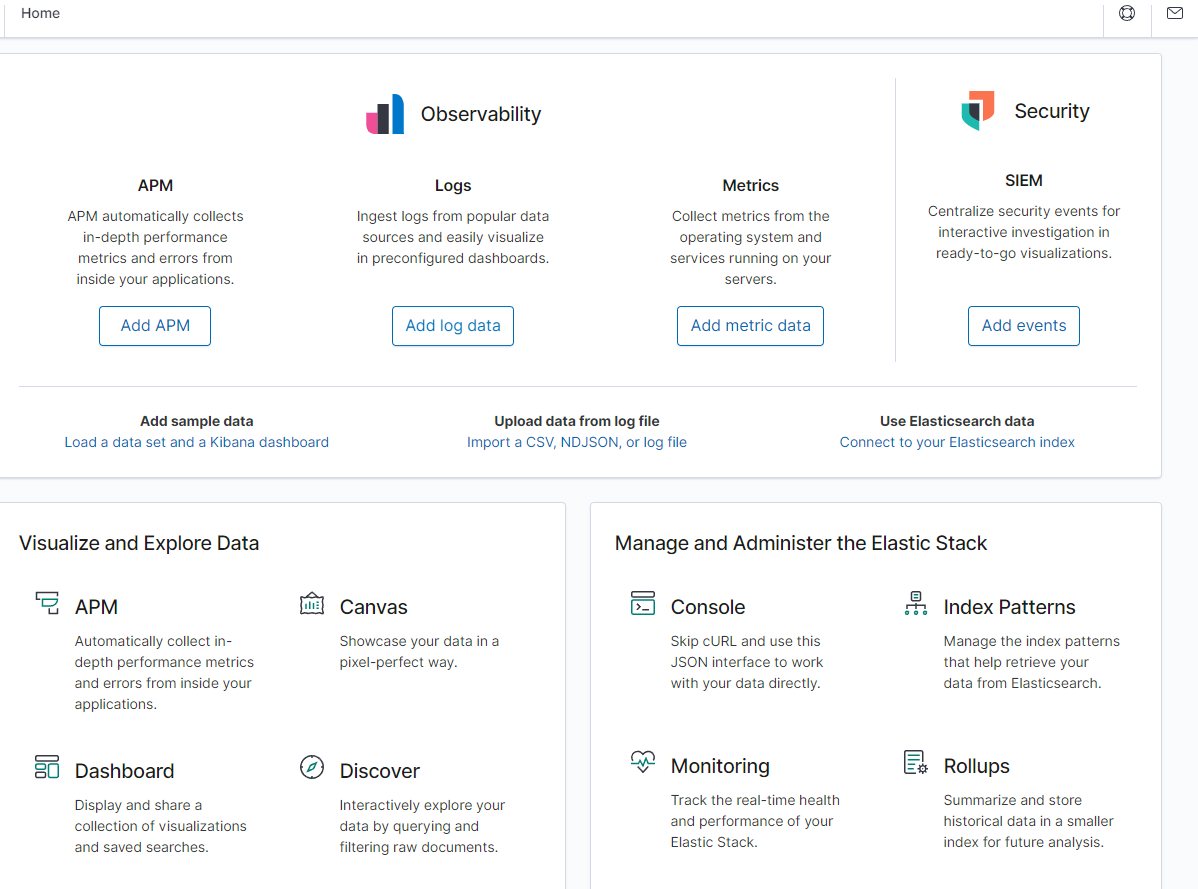 Home
Observability
Security
APM
APM automatically collects
in-depth performance
metrics and errors from
inside your applications.
Add APM
Logs
Ingest logs from popular data
sources and easily visualize
in preconfigured dashboards.
Add log data
Metrics
Collect metrics from the
operating system and
services running on your
servers.
Add metric data
SIEM
Centralize security events for
interactive investigation in
ready-to-go visualizations.
Add events
Add sample data
Load a data set and a Kibana dashboard
Upload data from log file
Import a CSV, NDJSON, or log file
Use Elasticsearch data
Connect to your Elasticsearch index
Visualize and Explore Data
APM
Automatically collect in-
depth performance metrics
and errors from inside your
applications.
Canvas
Showcase your data in a
pixel-perfect way.
Dashboard
Display and share a
collection of visualizations
and saved searches.
Discover
Interactively explore your
data by querying and
filtering raw documents.
Manage and Administer the Elastic Stack
Console
Skip cURL and use this
JSON interface to work
with your data directly.
Index Patterns
Manage the index patterns
that help retrieve your
data from Elasticsearch.
Monitoring
Track the real-time health
and performance of your
Elastic Stack.
Rollups
Summarize and store
historical data in a smaller
index for future analysis.